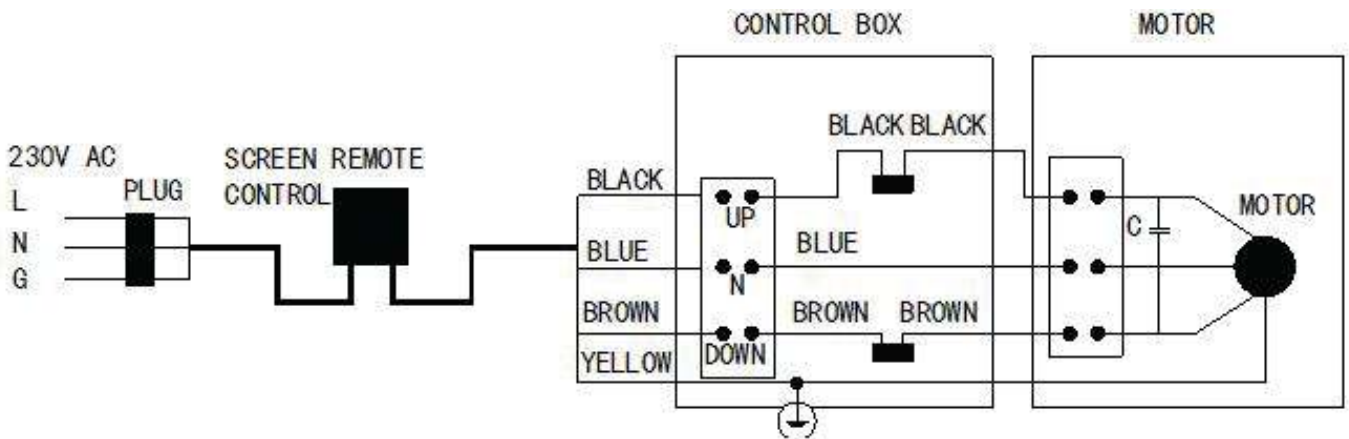 CONTROL BOX
MOTOR
BLACK BLACK
230V AC
SCREEN REMOTE
CONTROL
PLUG
L
N
G
BLACK
UP
C
MOTOR
BLUE
BLUE
N
BROWN
BROWN BROWN
DOWN
YELLOW